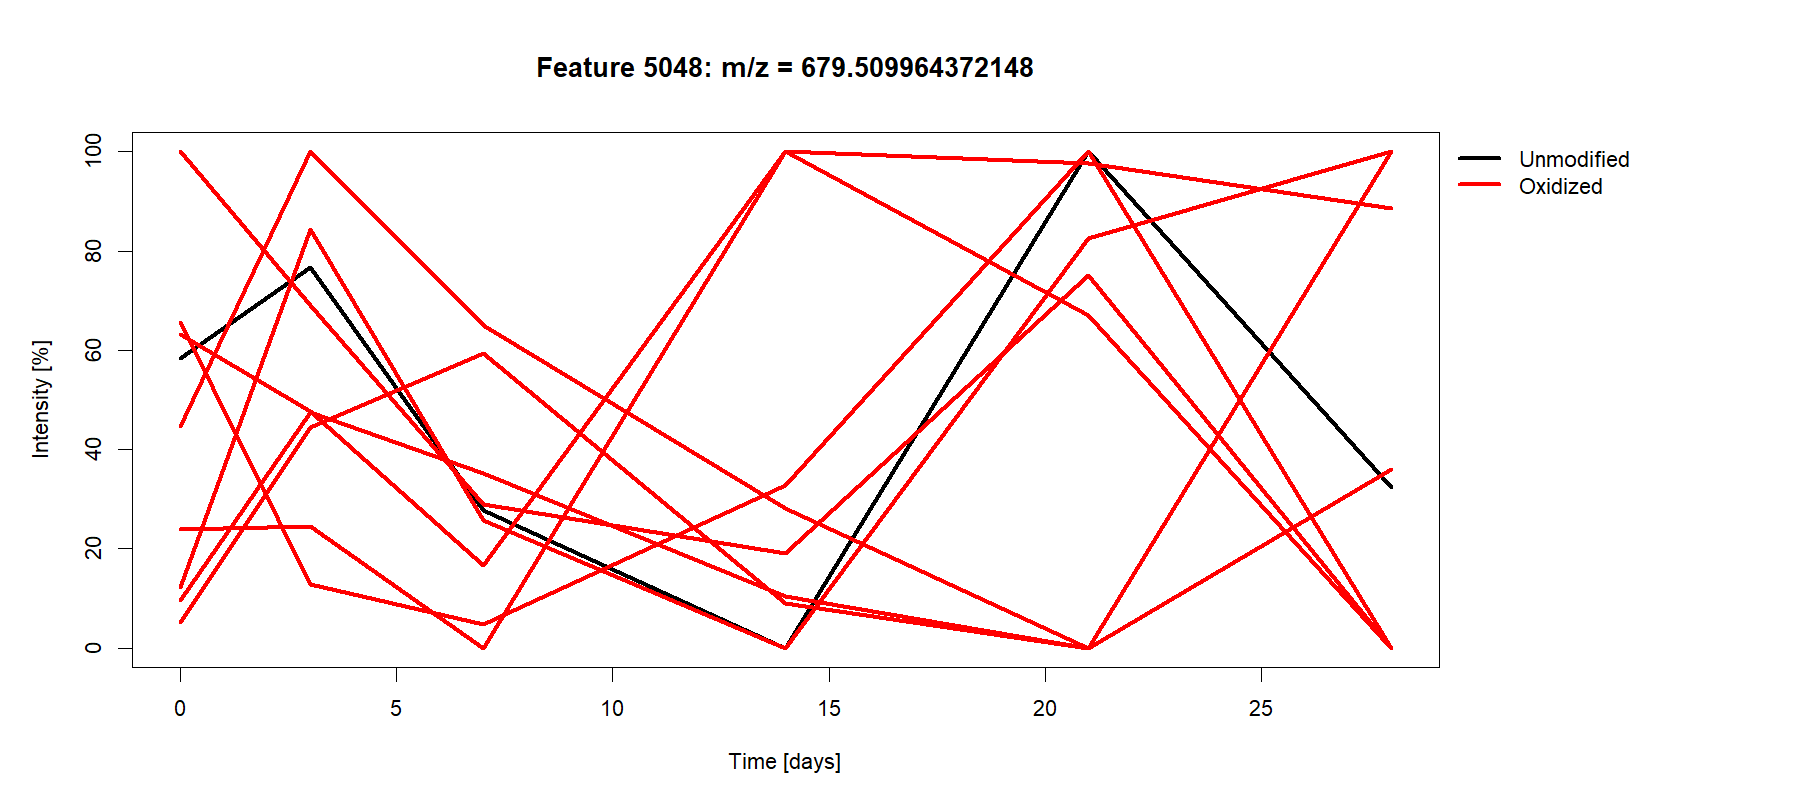 Feature 5048: m/z = 679.509964372148
Unmodified
Oxidized
Intensity [%]
100
80
60
40
20
0
0 5 10 15 20 25
Time [days]